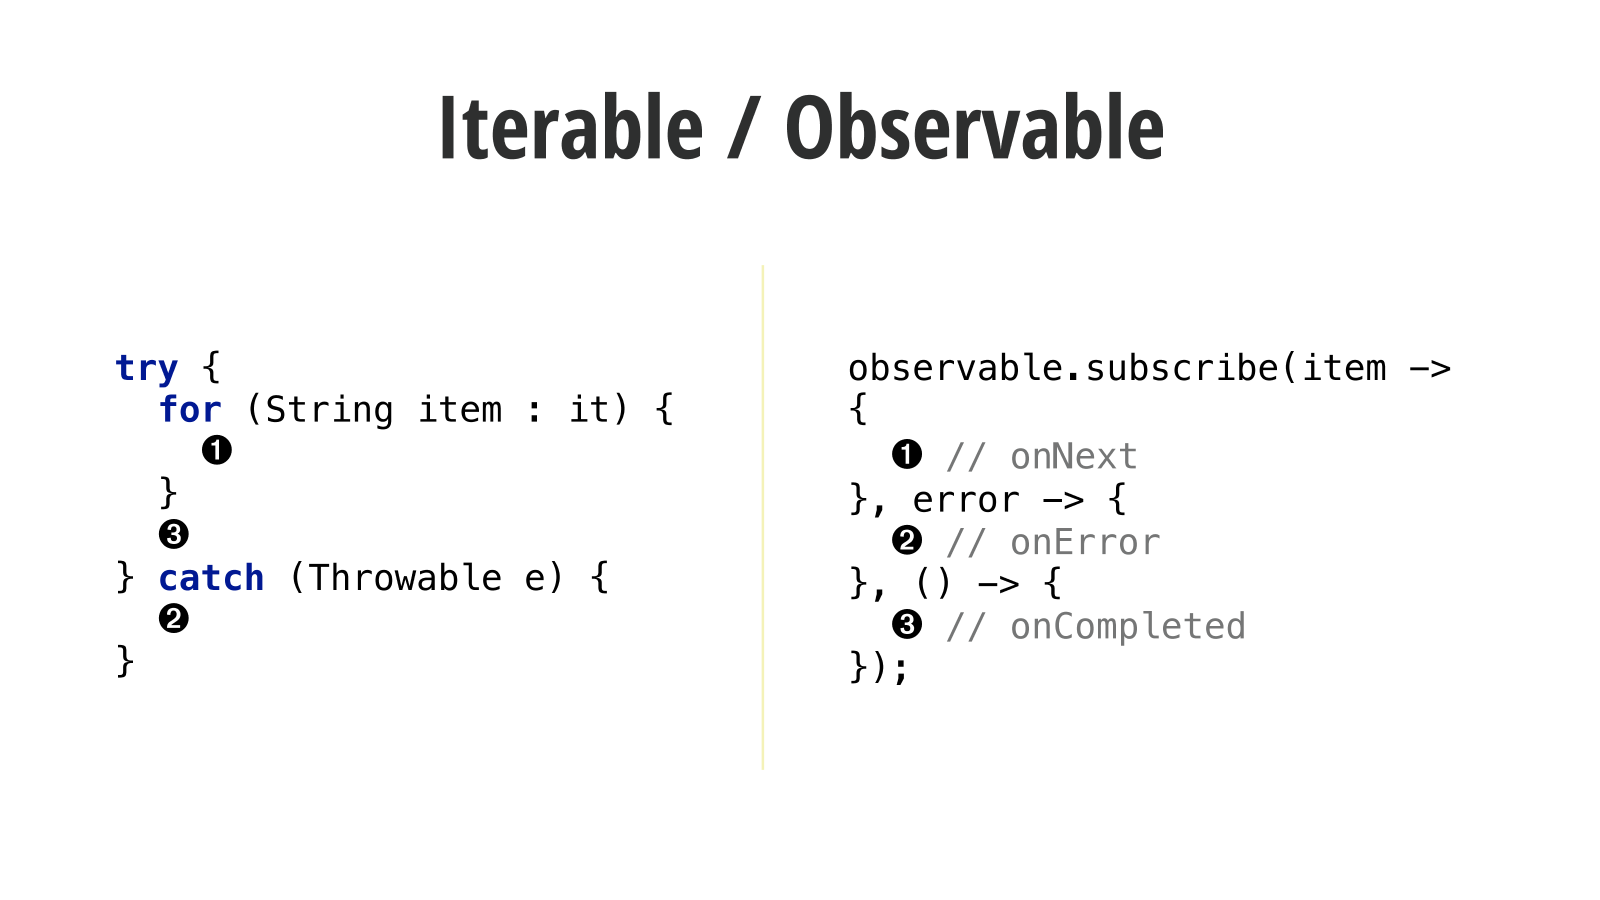 Iterable / Observable
try {
  for (String item : it) {
    ❶
  }
  ❸
} catch (Throwable e) {
  ❷
}
observable.subscribe(item ->
{
  ❶ // onNext
}, error -> {
  ❷ // onError
}, () -> {
  ❸ // onCompleted
});